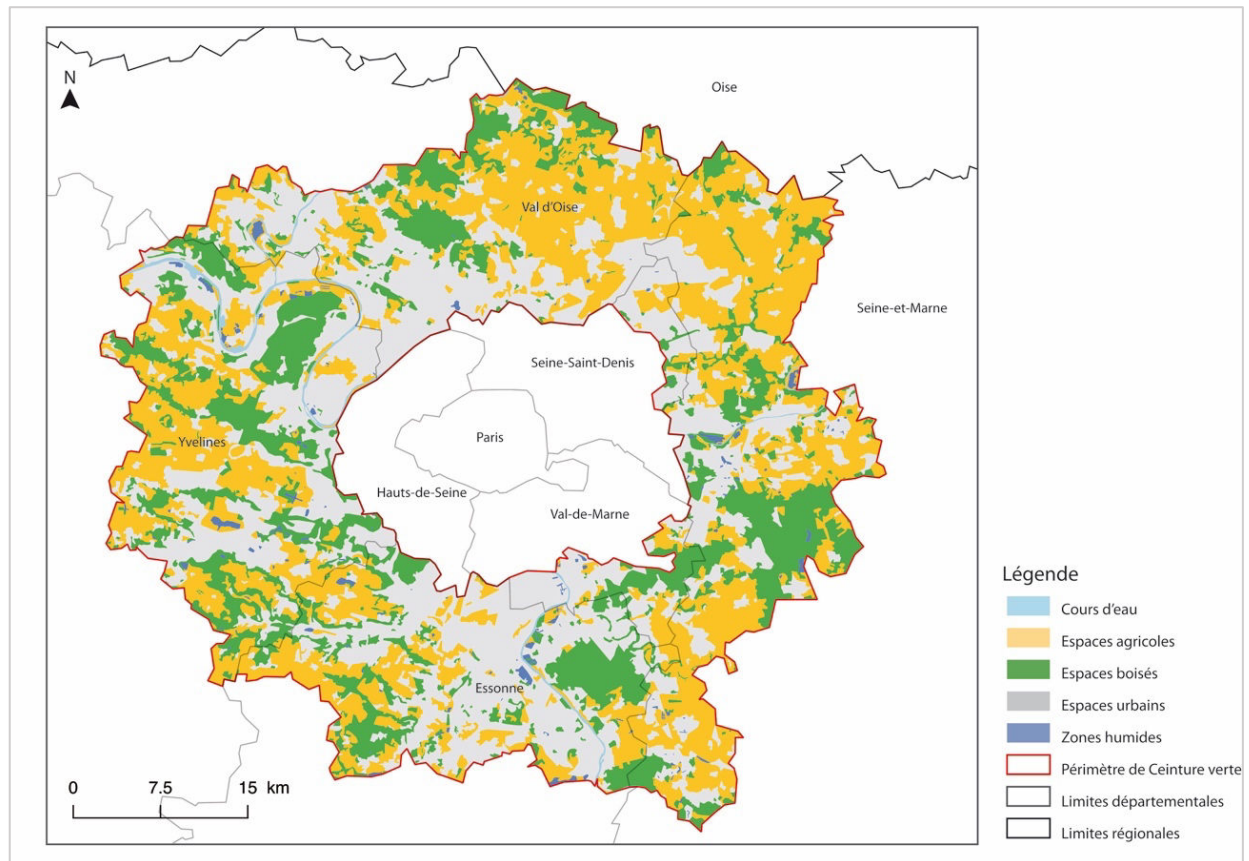 N
Oise
Val d'Oise
Seine-et-Marne
Seine-Saint-Denis
Paris
Yvelines
Hauts-de-Seine
Val-de-Marne
Essonne
0 7.5 15 km
Légende
Cours d'eau
Espaces agricoles
Espaces boisés
Espaces urbains
Zones humides
Périmètre de Ceinture verte
Limites départementales
Limites régionales